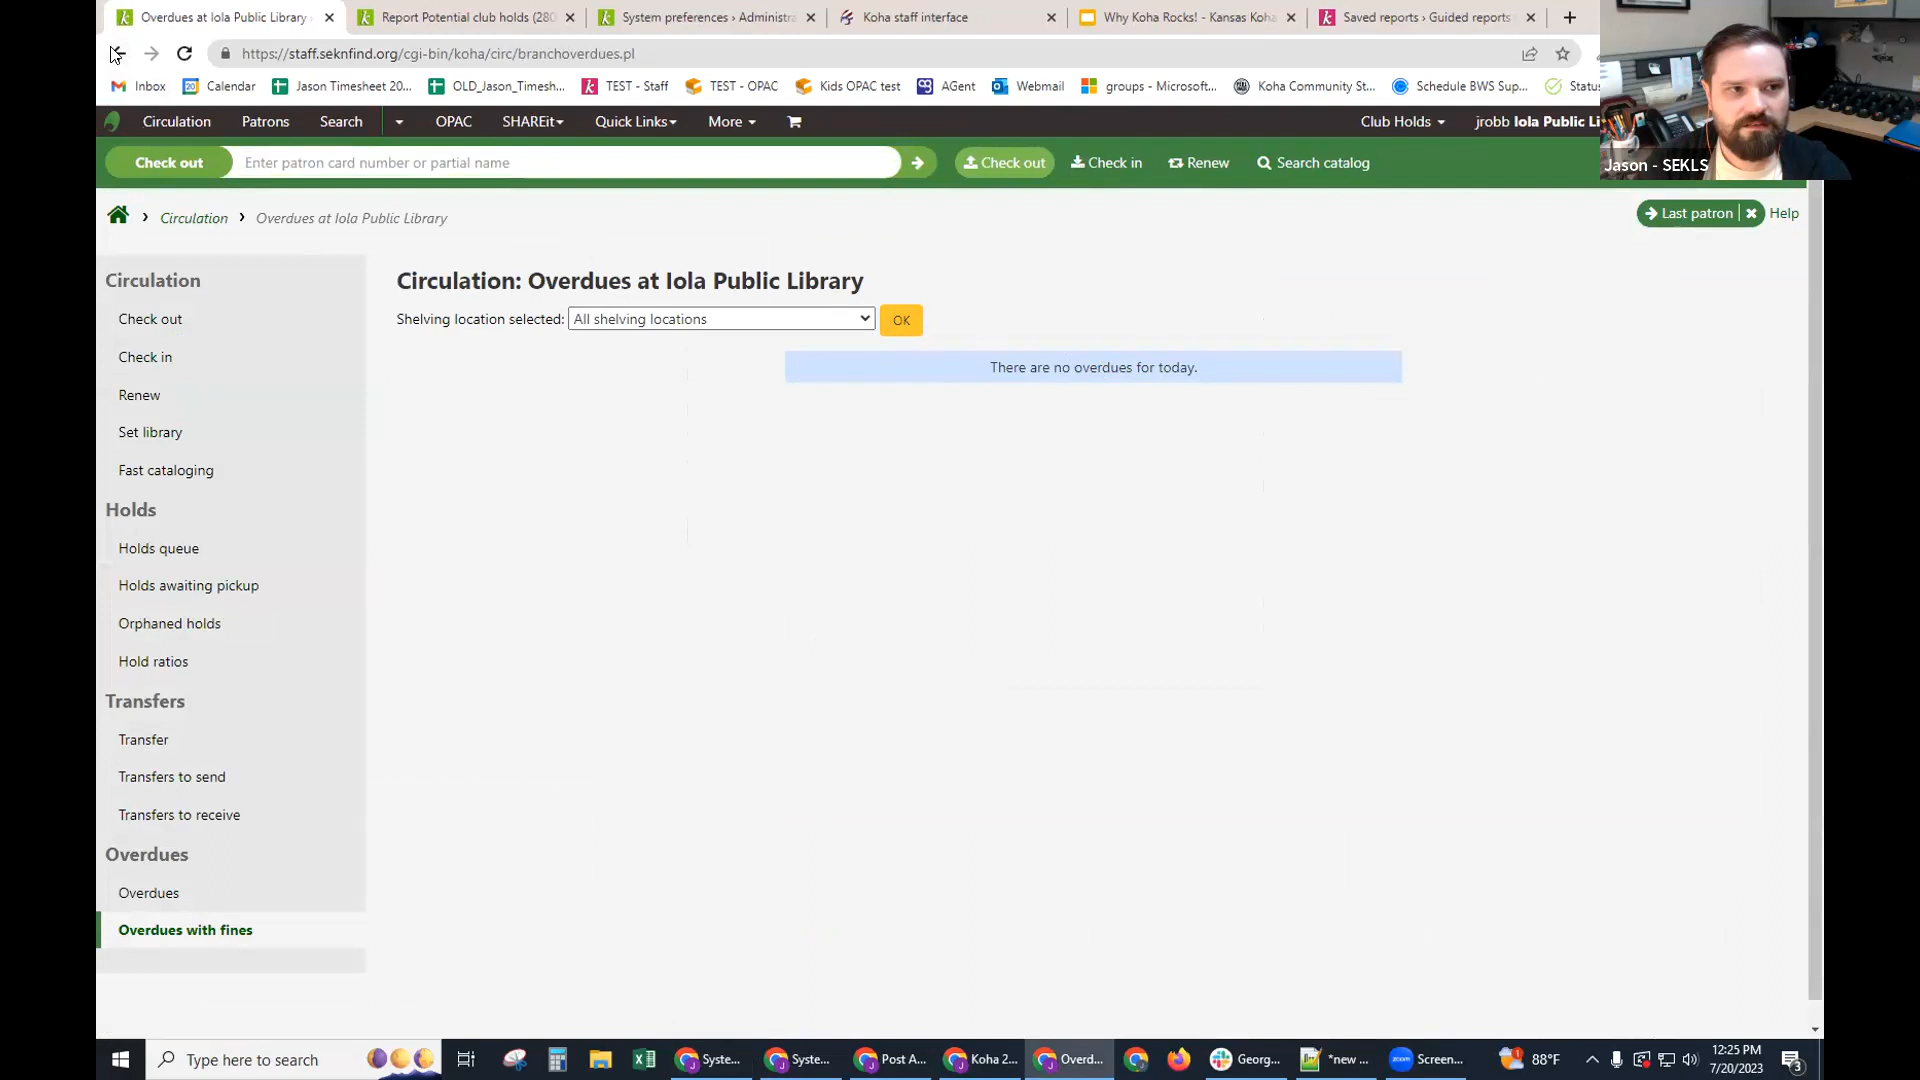 Overdues at Iola Public Library
Report Potential club holds (280
System preferences › Administra
Koha staff interface
Why Koha Rocks! - Kansas Koha
Saved reports › Guided reports
https://staff.seknfind.org/cgi-bin/koha/circ/branchoverdues.pl
Inbox
Calendar
Jason Timesheet 20...
OLD_Jason_Timesh...
TEST - Staff
TEST - OPAC
Kids OPAC test
AGent
Webmail
groups - Microsoft...
Koha Community St...
Schedule BWS Sup...
Status
Circulation
Patrons
Search
OPAC
SHAREit
Quick Links
More
Club Holds
jrobb Iola Public Li
Jason - SEKLS
Check out
Enter patron card number or partial name
Check out
Check in
Renew
Search catalog
Circulation › Overdues at Iola Public Library
Last patron
Help
Circulation
Check out
Check in
Renew
Set library
Fast cataloging
Holds
Holds queue
Holds awaiting pickup
Orphaned holds
Hold ratios
Transfers
Transfer
Transfers to send
Transfers to receive
Overdues
Overdues
Overdues with fines
Circulation: Overdues at Iola Public Library
Shelving location selected: All shelving locations OK
There are no overdues for today.
Type here to search
Syste...
Syste...
Post A...
Koha 2...
Overd...
Georg...
*new ...
Screen...
88°F
12:25 PM
7/20/2023
3